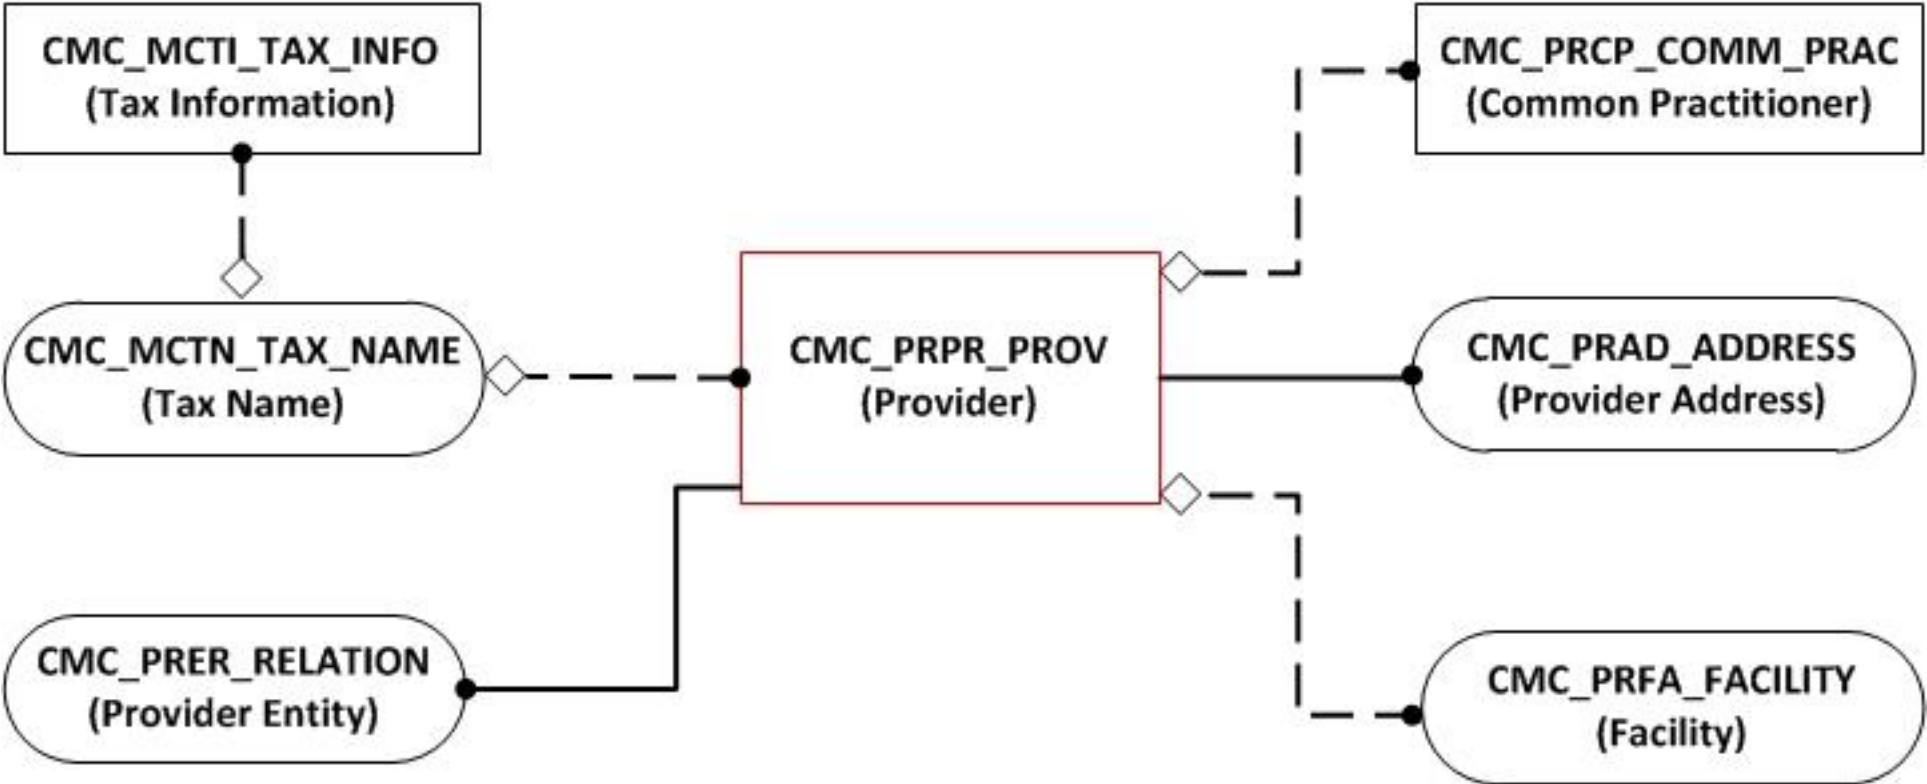 CMC_MCTI_TAX_INFO
(Tax Information)
CMC_PRCP_COMM_PRAC
(Common Practitioner)
CMC_MCTN_TAX_NAME
(Tax Name)
CMC_PRPR_PROV
(Provider)
CMC_PRAD_ADDRESS
(Provider Address)
CMC_PRER_RELATION
(Provider Entity)
CMC_PRFA_FACILITY
(Facility)